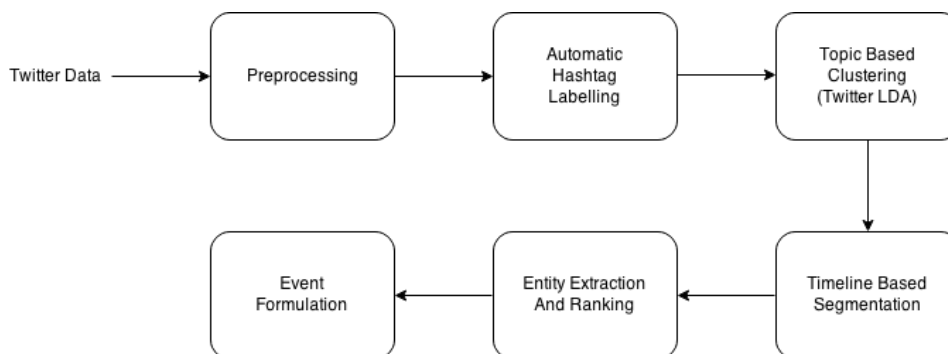 Twitter Data
Preprocessing
Automatic
Hashtag
Labelling
Topic Based
Clustering
(Twitter LDA)
Timeline Based
Segmentation
Entity Extraction
And Ranking
Event
Formulation